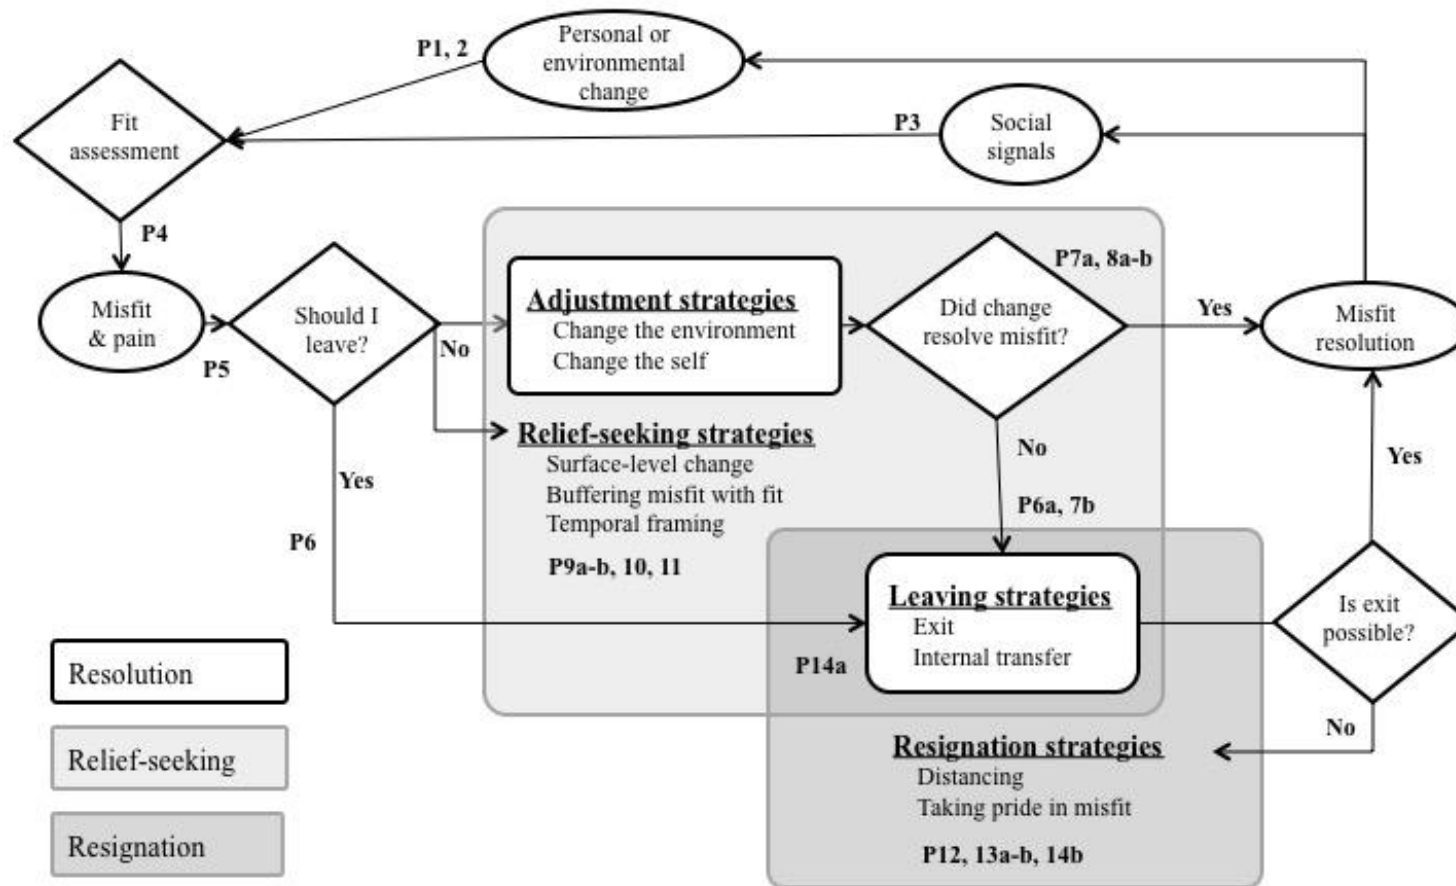 P1, 2
Personal or
environmental
change
Fit
assessment
P3
Social
signals
P4
Misfit
& pain
P5
Should I
leave?
No
Adjustment strategies
Change the environment
Change the self
Did change
resolve misfit?
P7a, 8a-b
Yes
Misfit
resolution
Relief-seeking strategies
Surface-level change
Buffering misfit with fit
Temporal framing
P9a-b, 10, 11
Yes
P6
No
P6a, 7b
Yes
Leaving strategies
Exit
Internal transfer
P14a
Is exit
possible?
No
Resignation strategies
Distancing
Taking pride in misfit
P12, 13a-b, 14b
Resolution
Relief-seeking
Resignation